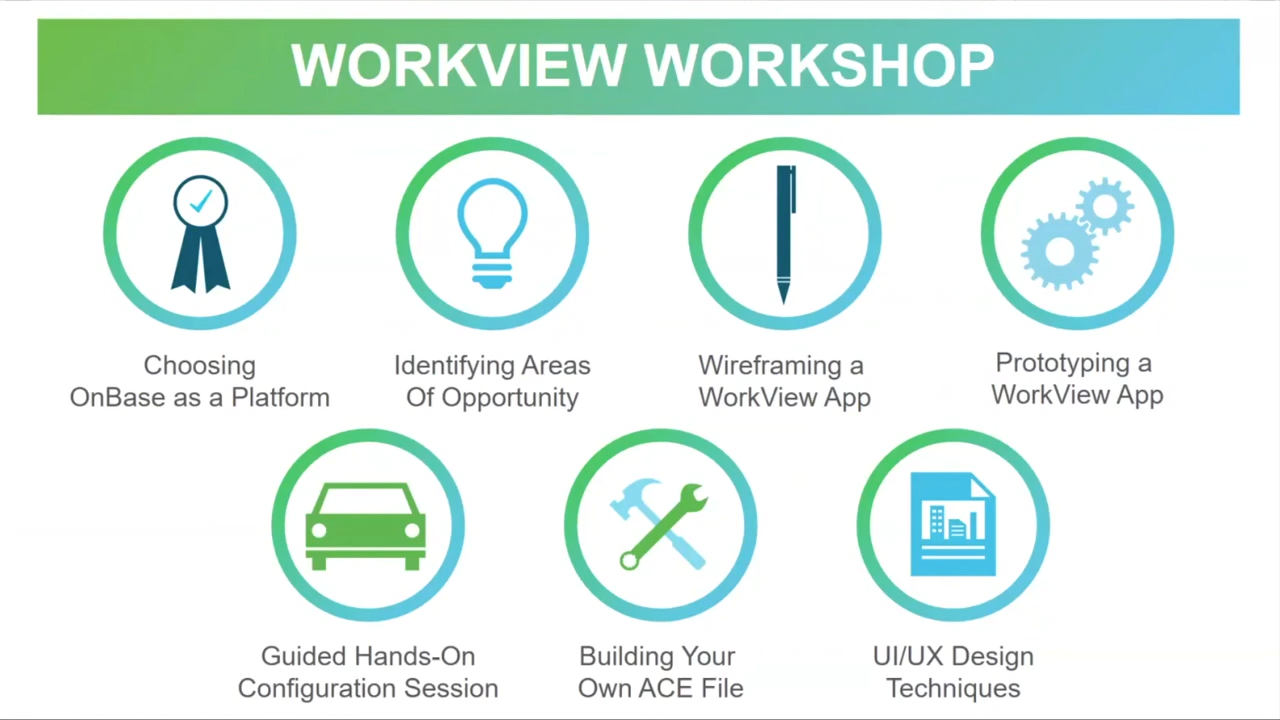 WORKVIEW WORKSHOP
Choosing
OnBase as a Platform
Identifying Areas
Of Opportunity
Wireframing a
WorkView App
Prototyping a
WorkView App
Guided Hands-On
Configuration Session
Building Your
Own ACE File
UI/UX Design
Techniques